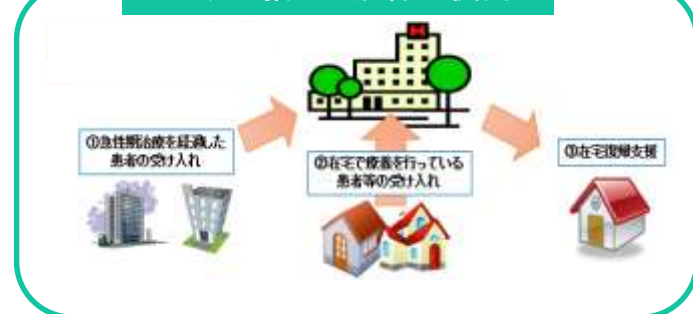 ①急性期治療を経過した
患者の受け入れ
②在宅で療養を行っている
患者等の受け入れ
③在宅復帰支援
H